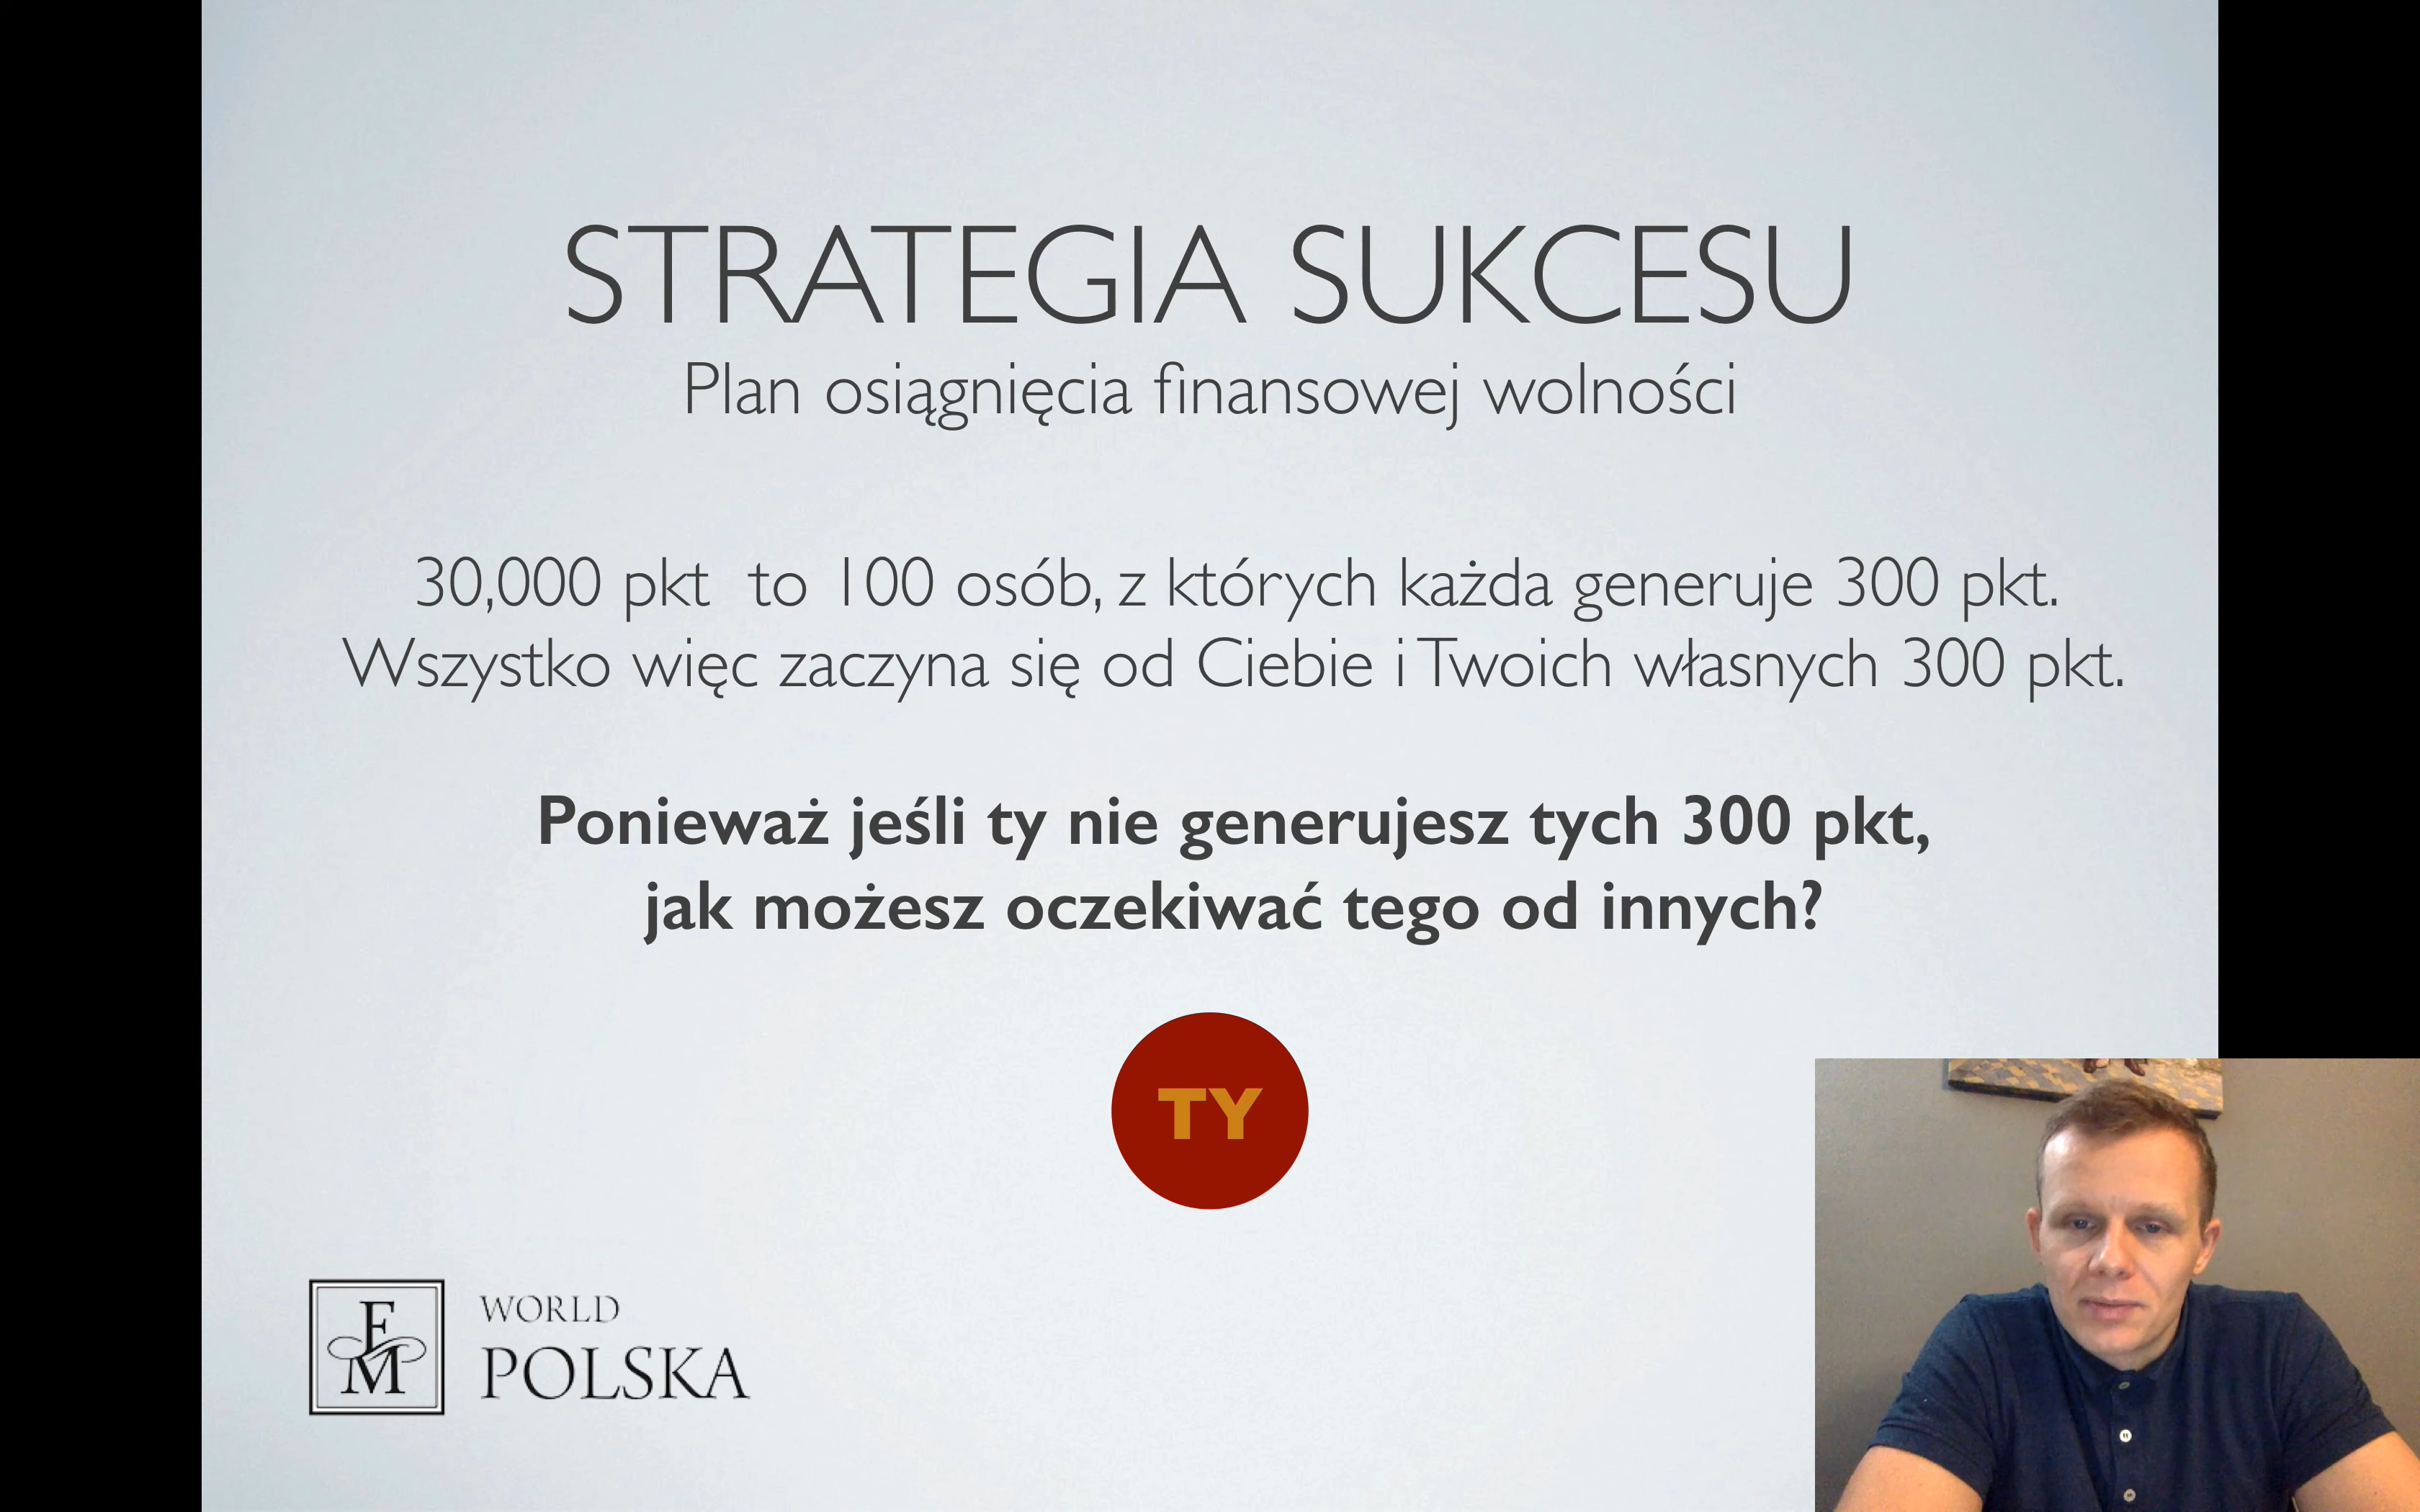 STRATEGIA SUKCESU
Plan osiągnięcia finansowej wolności
30,000 pkt to 100 osób, z których każda generuje 300 pkt.
Wszystko więc zaczyna się od Ciebie i Twoich własnych 300 pkt.
Ponieważ jeśli ty nie generujesz tych 300 pkt,
jak możesz oczekiwać tego od innych?
TY
FM
WORLD
POLSKA